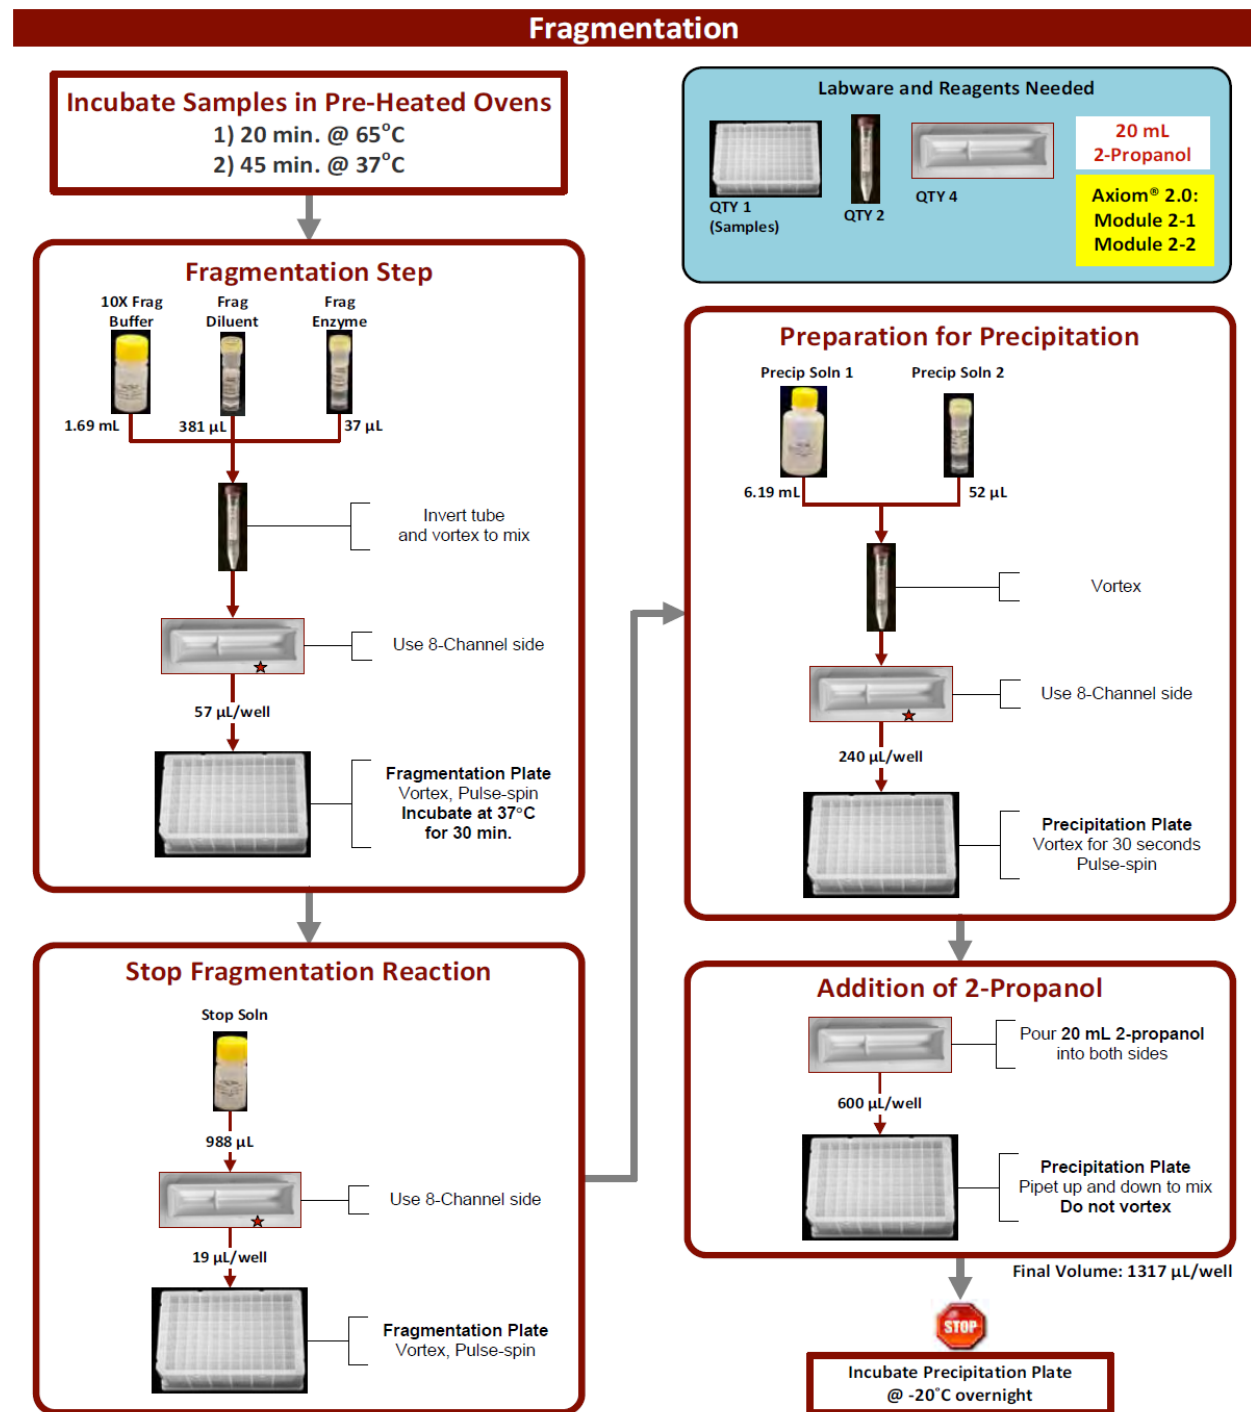 Fragmentation
Incubate Samples in Pre-Heated Ovens
1) 20 min. @ 65°C
2) 45 min. @ 37°C
Labware and Reagents Needed
QTY 1
(Samples)
QTY 2
QTY 4
20 mL
2-Propanol
Axiom® 2.0:
Module 2-1
Module 2-2
Fragmentation Step
10X Frag
Buffer
Frag
Diluent
Frag
Enzyme
1.69 mL
381 µL
37 µL
Invert tube
and vortex to mix
Use 8-Channel side
57 µL/well
Fragmentation Plate
Vortex, Pulse-spin
Incubate at 37°C
for 30 min.
Stop Fragmentation Reaction
Stop Soln
988 µL
Use 8-Channel side
19 µL/well
Fragmentation Plate
Vortex, Pulse-spin
Preparation for Precipitation
Precip Soln 1
Precip Soln 2
6.19 mL
52 µL
Vortex
Use 8-Channel side
240 µL/well
Precipitation Plate
Vortex for 30 seconds
Pulse-spin
Addition of 2-Propanol
Pour 20 mL 2-propanol
into both sides
600 µL/well
Precipitation Plate
Pipet up and down to mix
Do not vortex
Final Volume: 1317 µL/well
STOP
Incubate Precipitation Plate
@ -20°C overnight